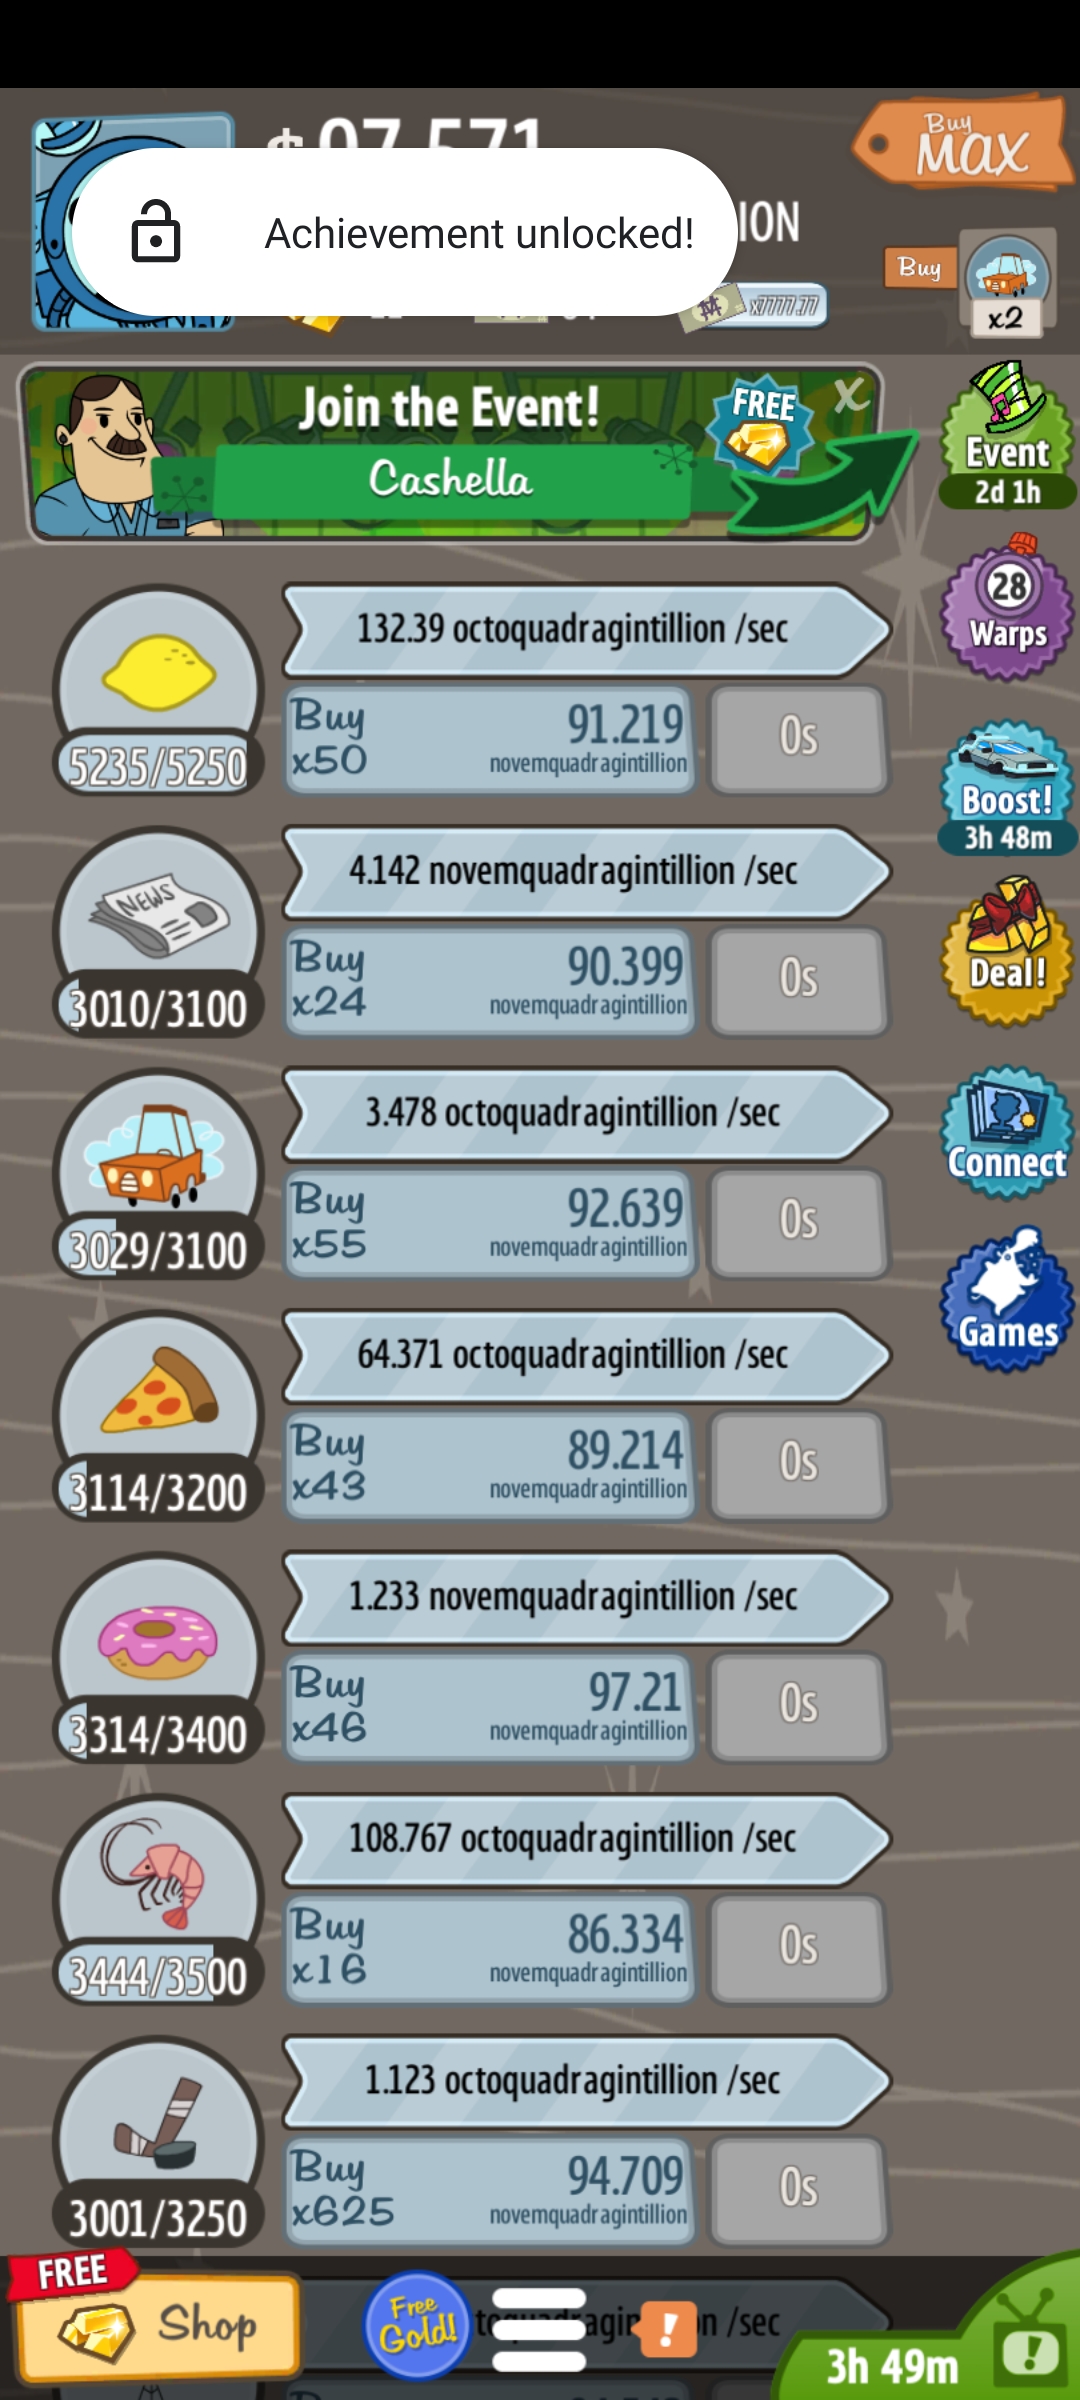 $97.571
Buy
MAX
Achievement unlocked!
ION
x7777.77
Buy
x2
Join the Event!
FREE
X
Cashella
Event
2d 1h
28
Warps
132.39 octoquadragintillion /sec
5235/5250
Buy
x50
91.219
novemquadragintillion
0s
Boost!
3h 48m
4.142 novemquadragintillion /sec
NEWS
3010/3100
Buy
x24
90.399
novemquadragintillion
0s
Deal!
3.478 octoquadragintillion /sec
3029/3100
Buy
x55
92.639
novemquadragintillion
0s
Connect
Games
64.371 octoquadragintillion /sec
3114/3200
Buy
x43
89.214
novemquadragintillion
0s
1.233 novemquadragintillion /sec
3314/3400
Buy
x46
97.21
novemquadragintillion
0s
108.767 octoquadragintillion /sec
3444/3500
Buy
x16
86.334
novemquadragintillion
0s
1.123 octoquadragintillion /sec
3001/3250
Buy
x625
94.709
novemquadragintillion
0s
FREE
Shop
Free
Gold!
/sec
!
3h 49m
!